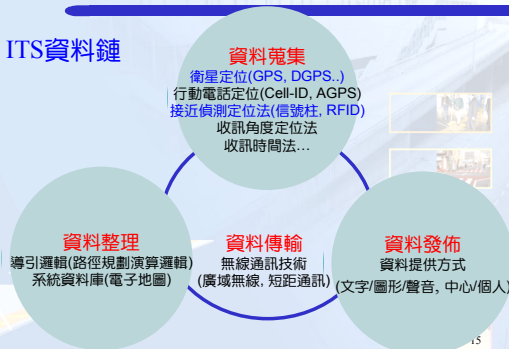 ITS資料鏈
資料蒐集
衛星定位(GPS, DGPS..)
行動電話定位(Cell-ID, AGPS)
接近偵測定位法(信號柱, RFID)
收訊角度定位法
收訊時間法…
資料整理
導引邏輯(路徑規劃演算邏輯)
系統資料庫(電子地圖)
資料傳輸
無線通訊技術
(廣域無線, 短距通訊)
資料發佈
資料提供方式
(文字/圖形/聲音, 中心/個人)
15